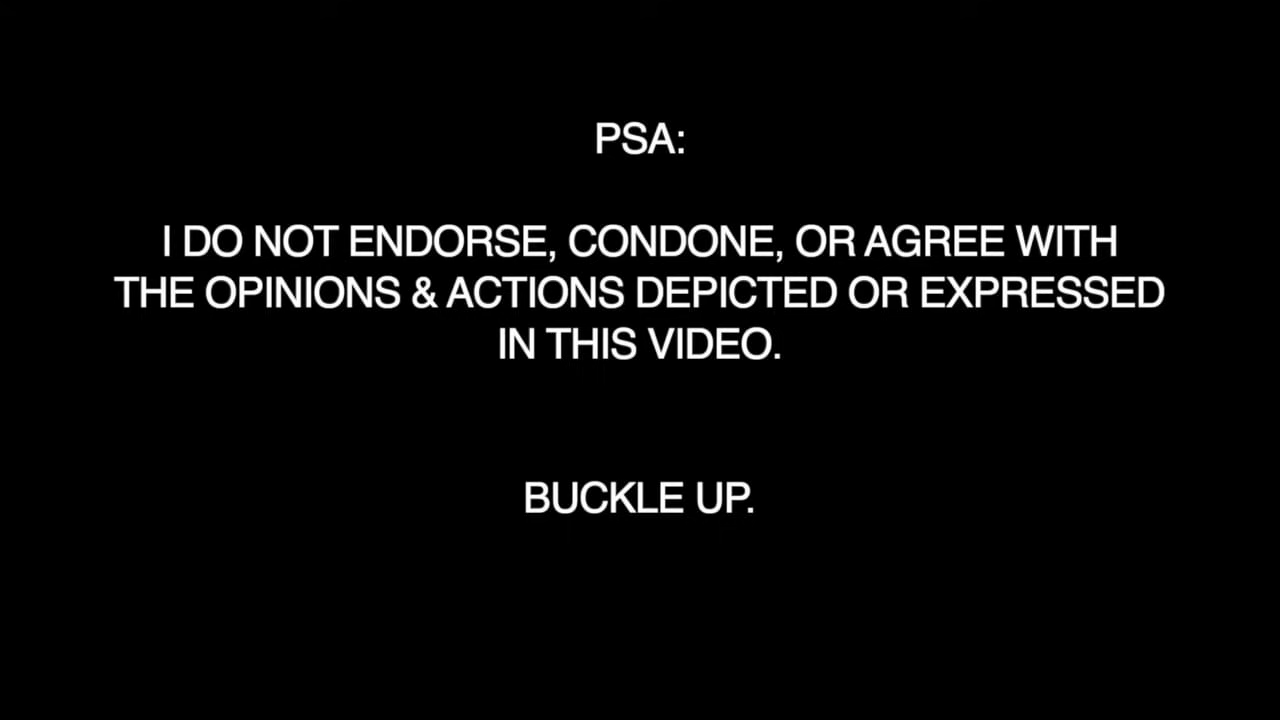 PSA:
I DO NOT ENDORSE, CONDONE, OR AGREE WITH
THE OPINIONS & ACTIONS DEPICTED OR EXPRESSED
IN THIS VIDEO.
BUCKLE UP.